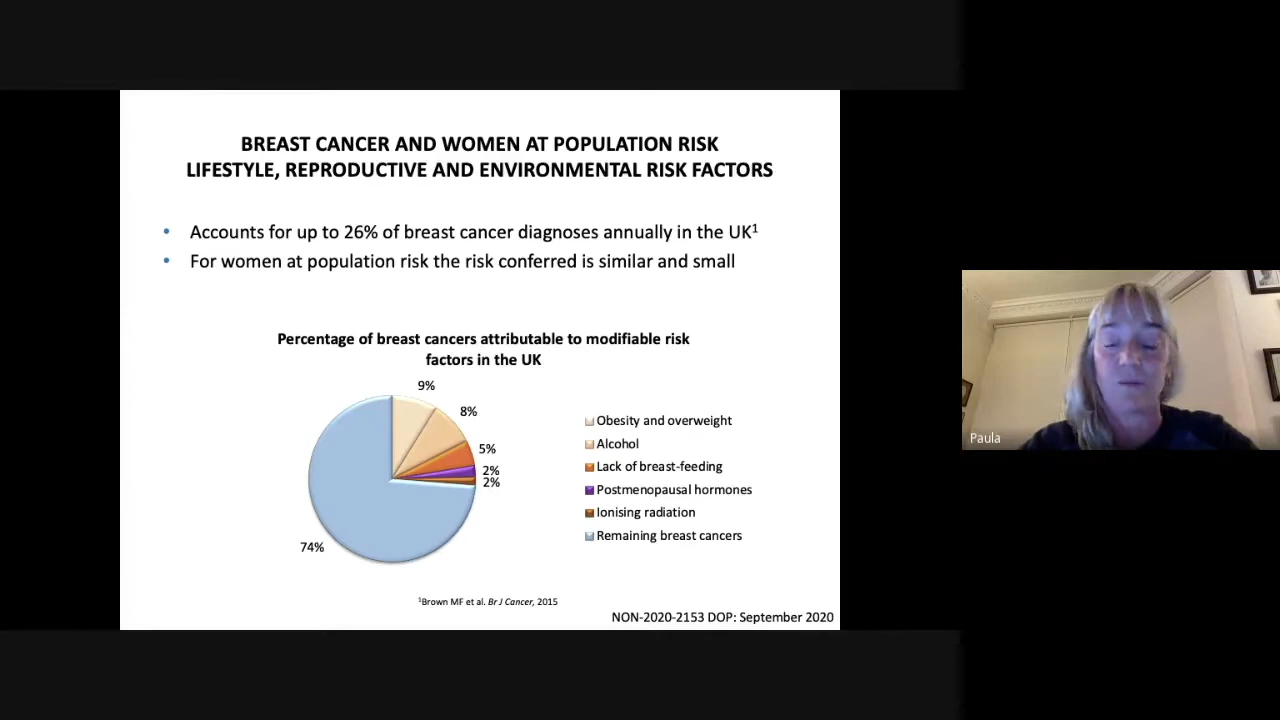 BREAST CANCER AND WOMEN AT POPULATION RISK
LIFESTYLE, REPRODUCTIVE AND ENVIRONMENTAL RISK FACTORS
• Accounts for up to 26% of breast cancer diagnoses annually in the UK¹
• For women at population risk the risk conferred is similar and small
Percentage of breast cancers attributable to modifiable risk
factors in the UK
9%
8%
5%
2%
2%
74%
Obesity and overweight
Alcohol
Lack of breast-feeding
Postmenopausal hormones
Ionising radiation
Remaining breast cancers
¹Brown MF et al. Br J Cancer, 2015
NON-2020-2153 DOP: September 2020
Paula